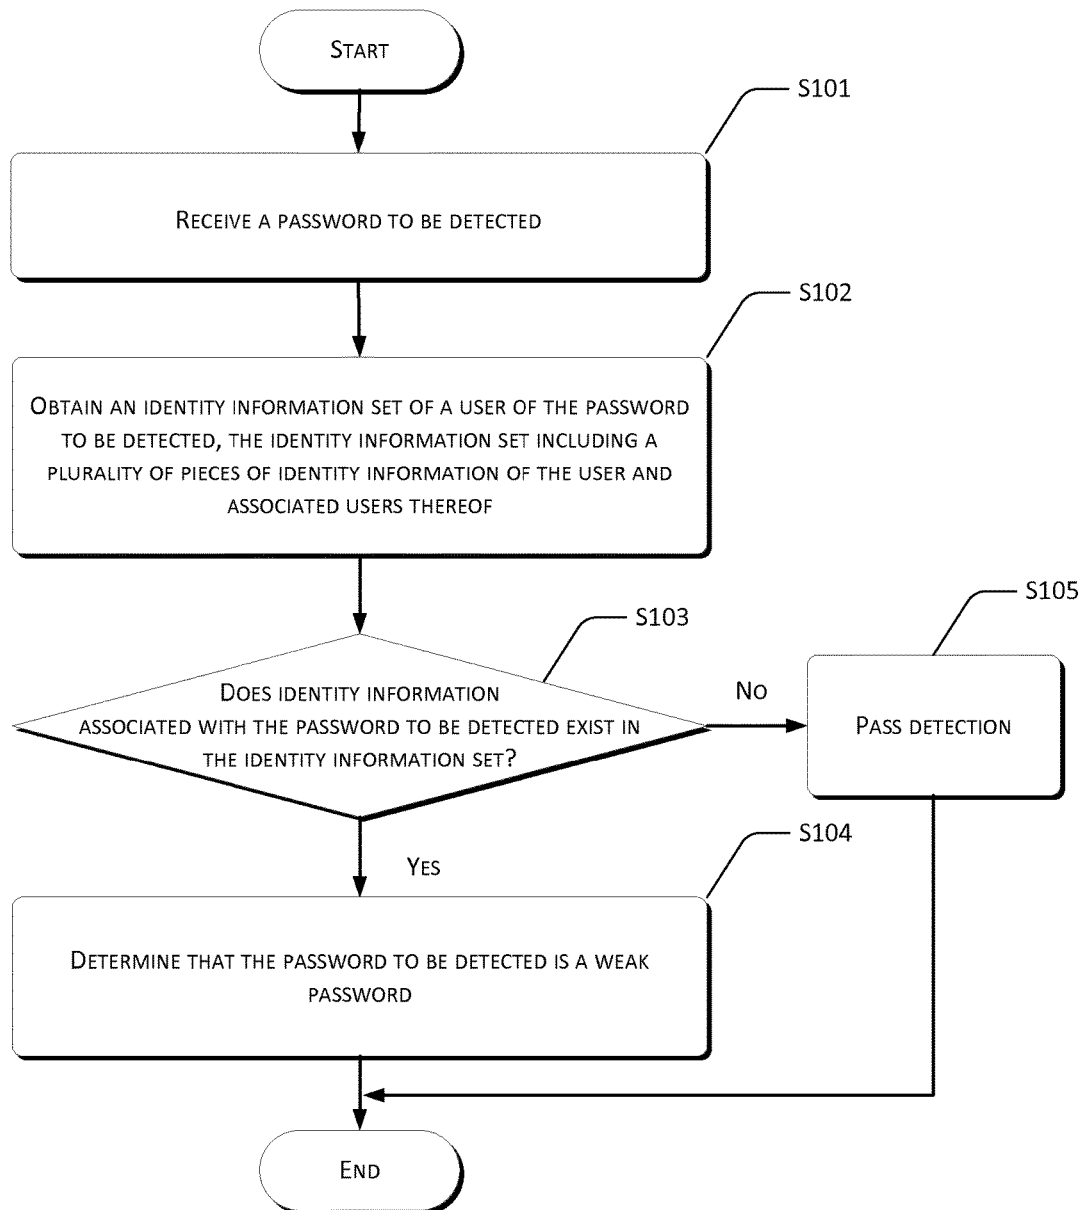 START
S101
RECEIVE A PASSWORD TO BE DETECTED
S102
OBTAIN AN IDENTITY INFORMATION SET OF A USER OF THE PASSWORD
TO BE DETECTED, THE IDENTITY INFORMATION SET INCLUDING A
PLURALITY OF PIECES OF IDENTITY INFORMATION OF THE USER AND
ASSOCIATED USERS THEREOF
S103
DOES IDENTITY INFORMATION
ASSOCIATED WITH THE PASSWORD TO BE DETECTED EXIST IN
THE IDENTITY INFORMATION SET?
NO
S105
PASS DETECTION
YES
S104
DETERMINE THAT THE PASSWORD TO BE DETECTED IS A WEAK
PASSWORD
END